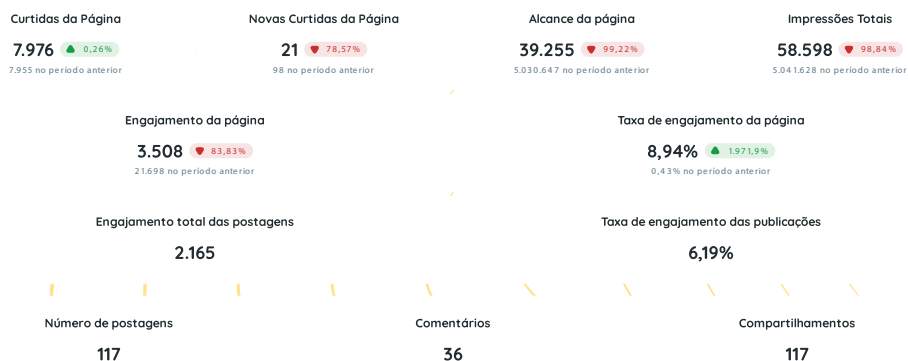 Curtidas da Página
Novas Curtidas da Página
Alcance da página
Impressões Totais
7.976 0,26%
21 78,57%
39.255 99,22%
58.598 98,84%
7.955 no período anterior
98 no período anterior
5.030.647 no período anterior
5.041.628 no período anterior
Engajamento da página
Taxa de engajamento da página
3.508 83,83%
8,94% 1.971,9%
21.698 no período anterior
0,43% no período anterior
Engajamento total das postagens
Taxa de engajamento das publicações
2.165
6,19%
Número de postagens
Comentários
Compartilhamentos
117
36
117